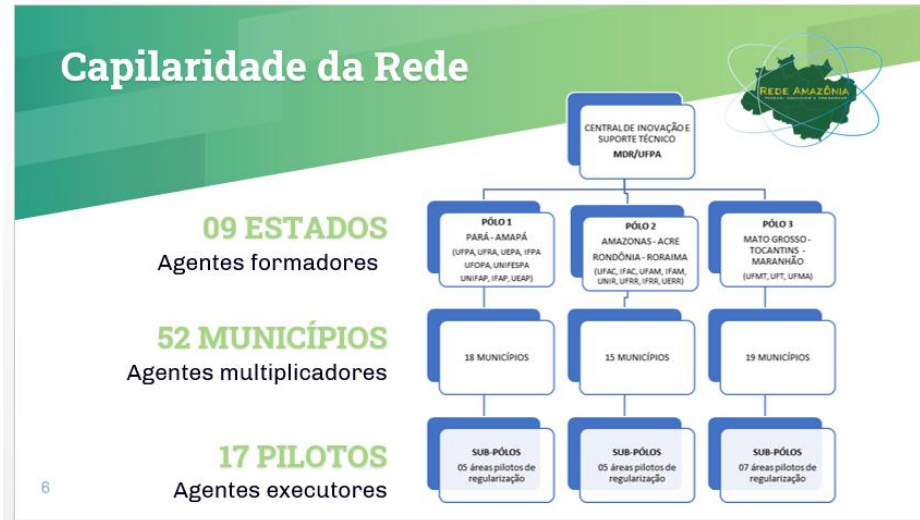 Capilaridade da Rede
REDE AMAZÔNIA
CENTRAL DE INOVAÇÃO E
SUPORTE TÉCNICO
MDR/UFPA
09 ESTADOS
Agentes formadores
PÓLO 1
PARÁ - AMAPÁ
(UFPA, UFRA, UEPA, IFPA
UFOPA, UNIFESPA
UNIFAP, IFAP, UEAP)
PÓLO 2
AMAZONAS - ACRE
RONDÔNIA - RORAIMA
(UFAC, IFAC, UFAM, IFAM,
UNIR, UFRR, IFRR, UERR)
PÓLO 3
MATO GROSSO -
TOCANTINS -
MARANHÃO
(UFMT, UFT, UFMA)
52 MUNICÍPIOS
Agentes multiplicadores
18 MUNICÍPIOS
15 MUNICÍPIOS
19 MUNICÍPIOS
17 PILOTOS
Agentes executores
SUB-PÓLOS
05 áreas pilotos de
regularização
SUB-PÓLOS
05 áreas pilotos de
regularização
SUB-PÓLOS
07 áreas pilotos de
regularização
6